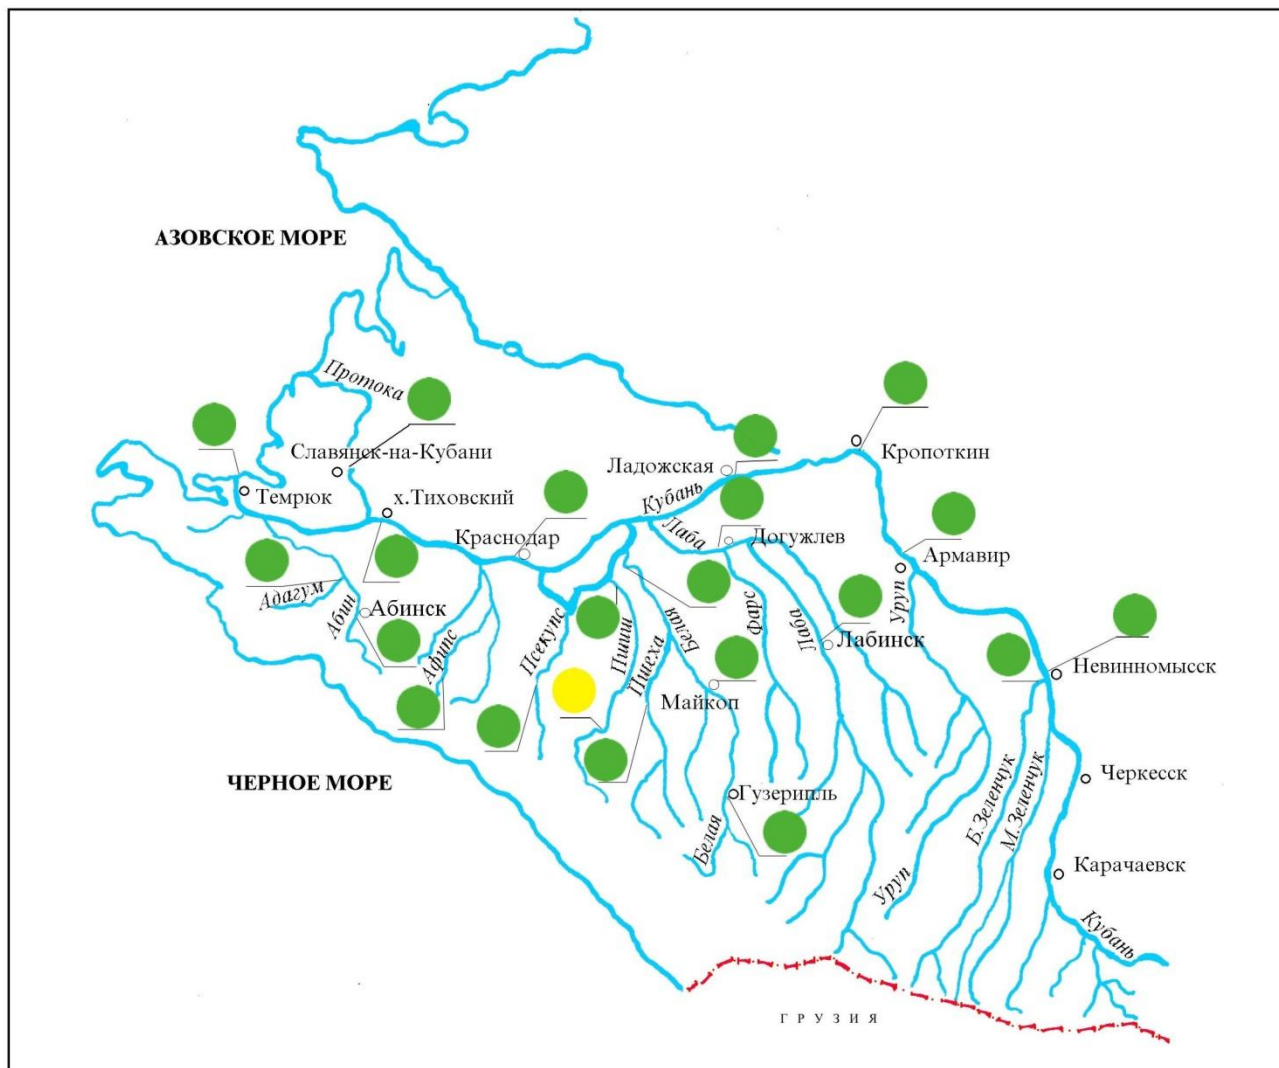 АЗОВСКОЕ МОРЕ
Протока
Славянск-на-Кубани
Темрюк
х.Тиховский
Краснодар
Ладожская
Кубань
Кропоткин
Лаба
Догужлев
Армавир
Уруп
Адагум
Абин
Абинск
Афипс
Псекупс
Пшиш
Пшеха
Белая
Фарс
Лаба
Лабинск
Невинномысск
Майкоп
ЧЕРНОЕ МОРЕ
Гузерипль
Белая
Уруп
Б.Зеленчук
М.Зеленчук
Черкесск
Карачаевск
Кубань
ГРУЗИЯ